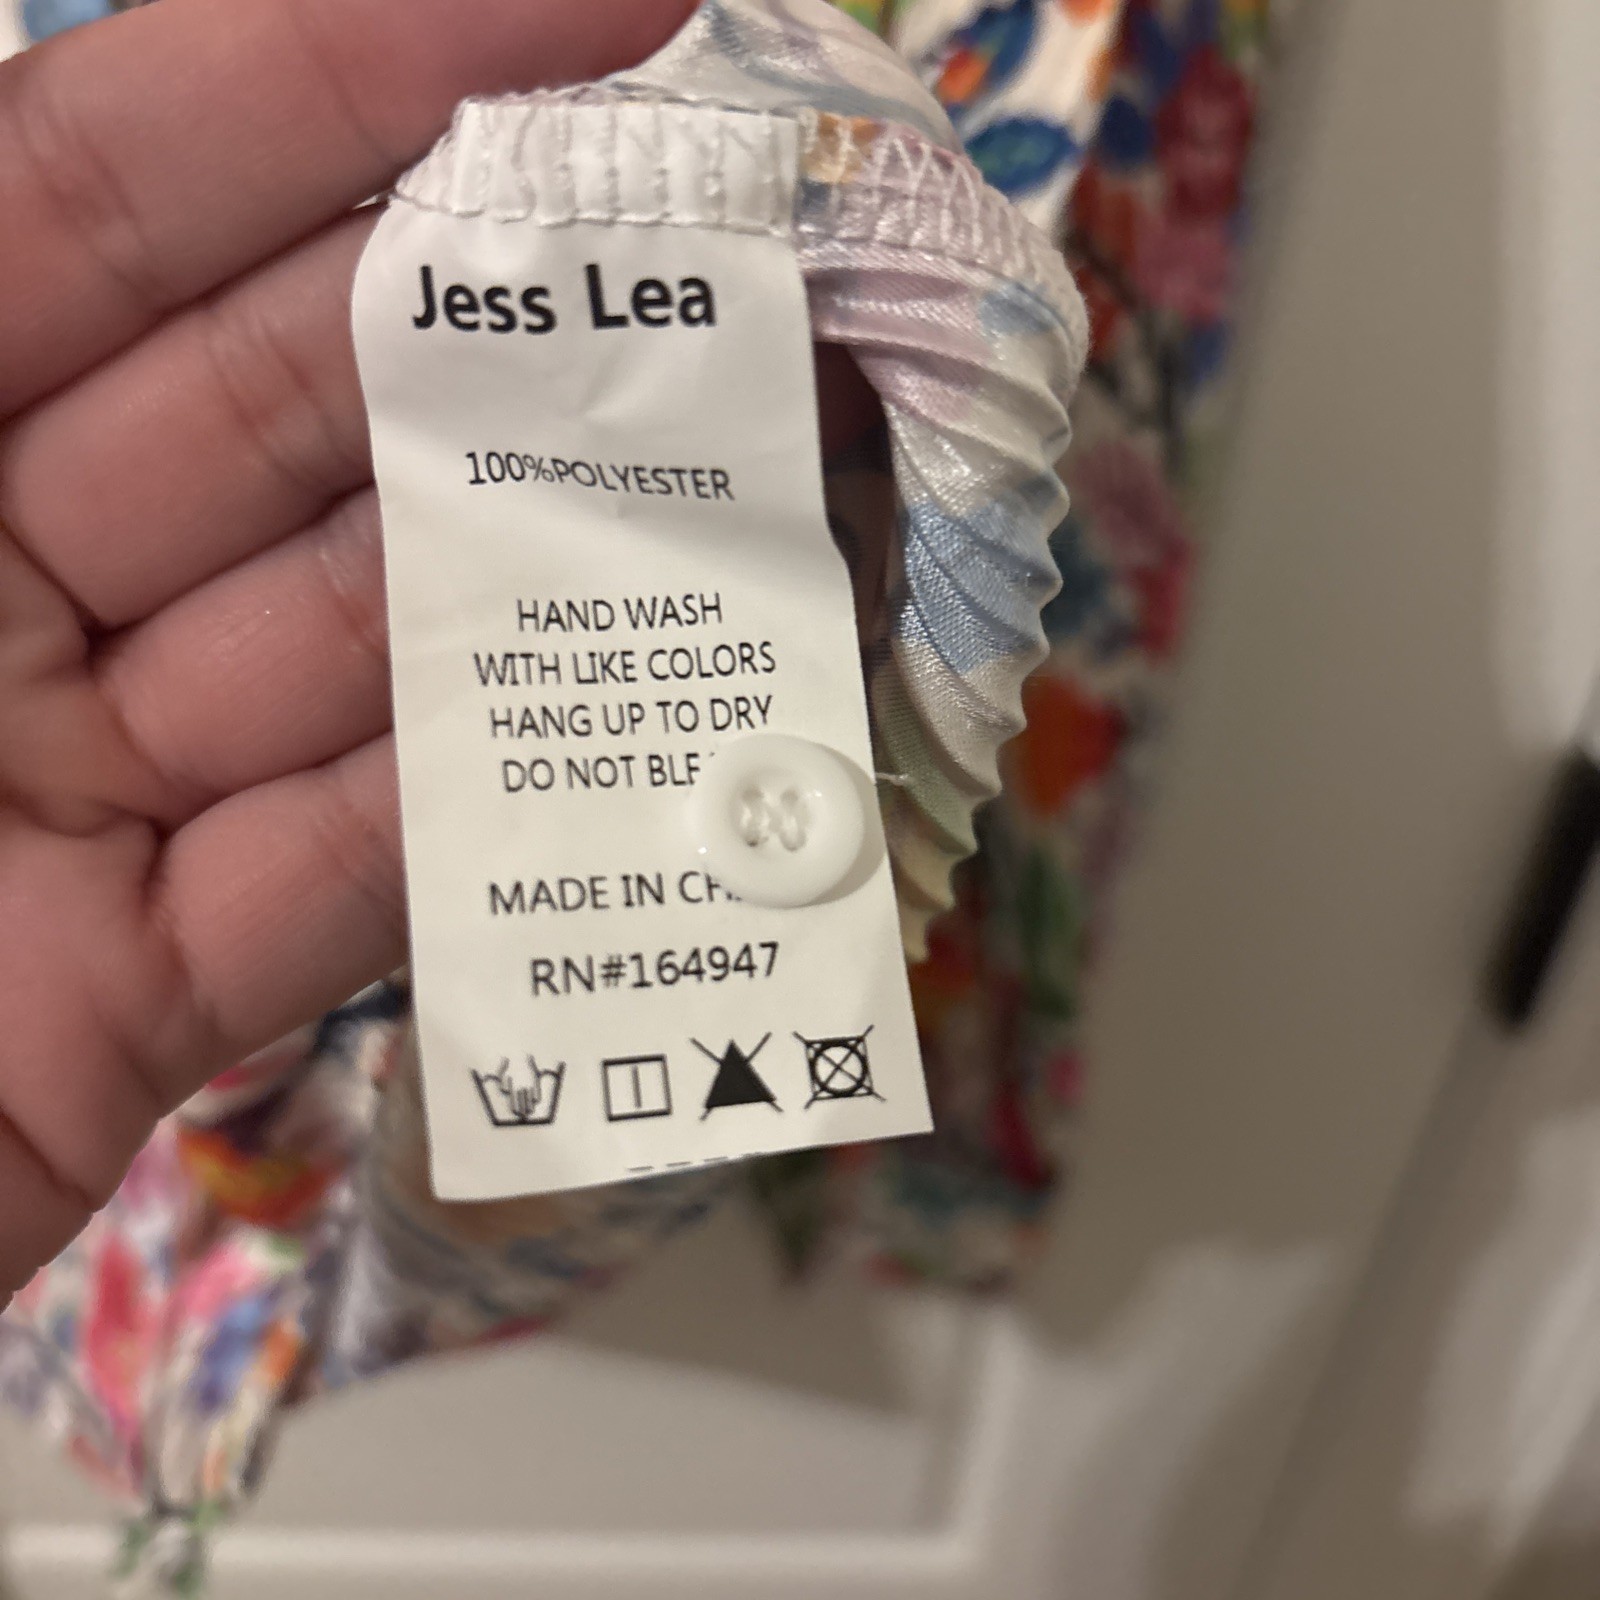 Jess Lea
100%POLYESTER
HAND WASH
WITH LIKE COLORS
HANG UP TO DRY
DO NOT
MADE IN
RN#164947